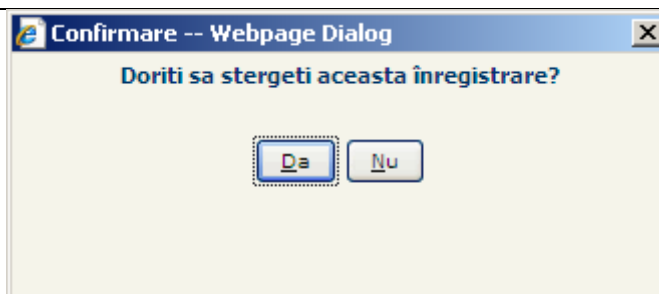 Confirmare -- Webpage Dialog
Doriti sa stergeti aceasta înregistrare?
Da
Nu